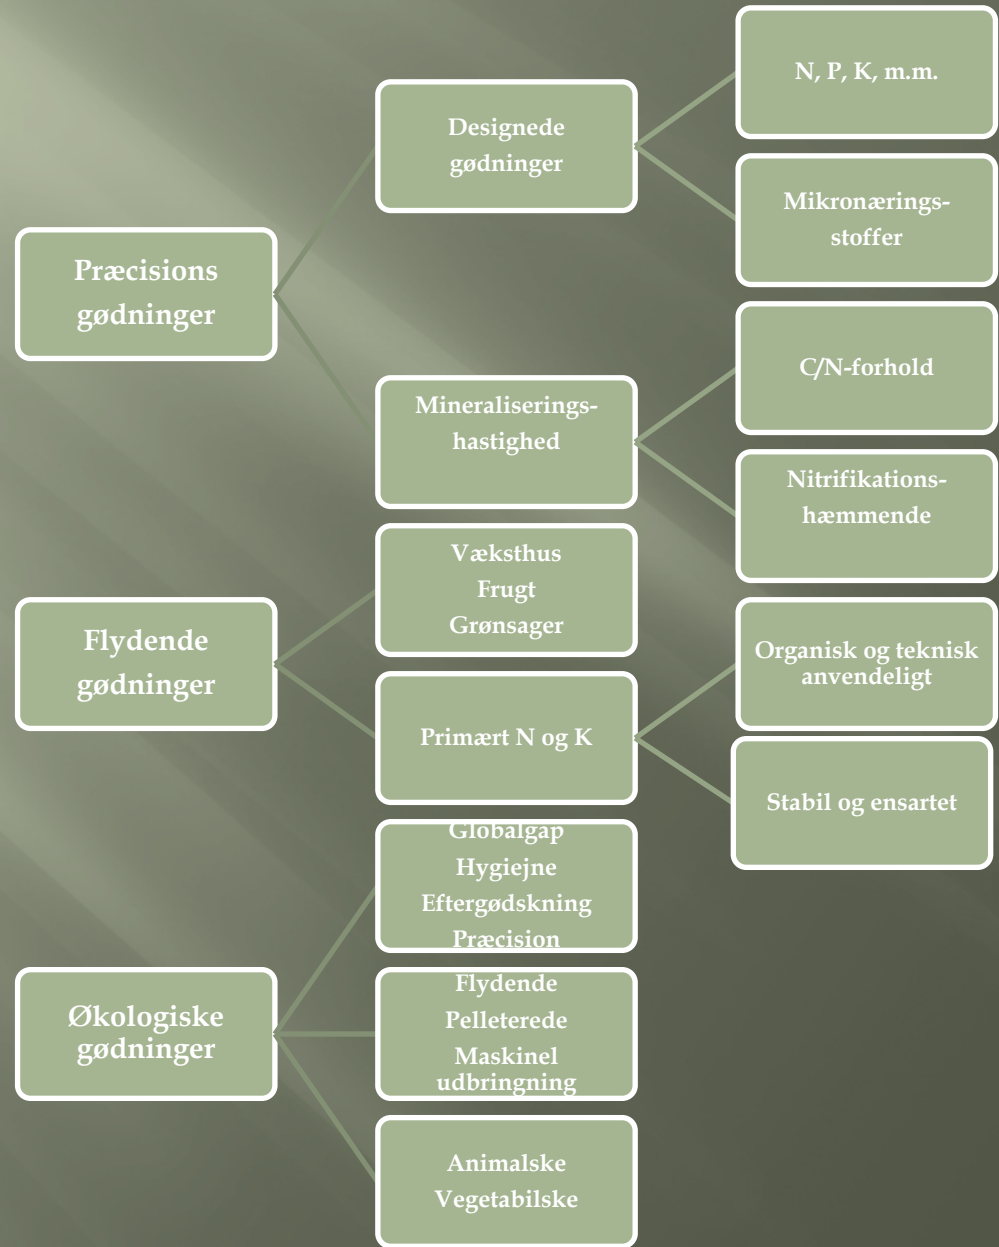 Præcisions
gødninger
Designede
gødninger
N, P, K, m.m.
Mikronærings-
stoffer
Mineraliserings-
hastighed
C/N-forhold
Nitrifikations-
hæmmende
Flydende
gødninger
Væksthus
Frugt
Grønsager
Primært N og K
Organisk og teknisk
anvendeligt
Stabil og ensartet
Økologiske
gødninger
Globalgap
Hygiejne
Eftergødskning
Præcision
Flydende
Pelleterede
Maskinel
udbringning
Animalske
Vegetabilske